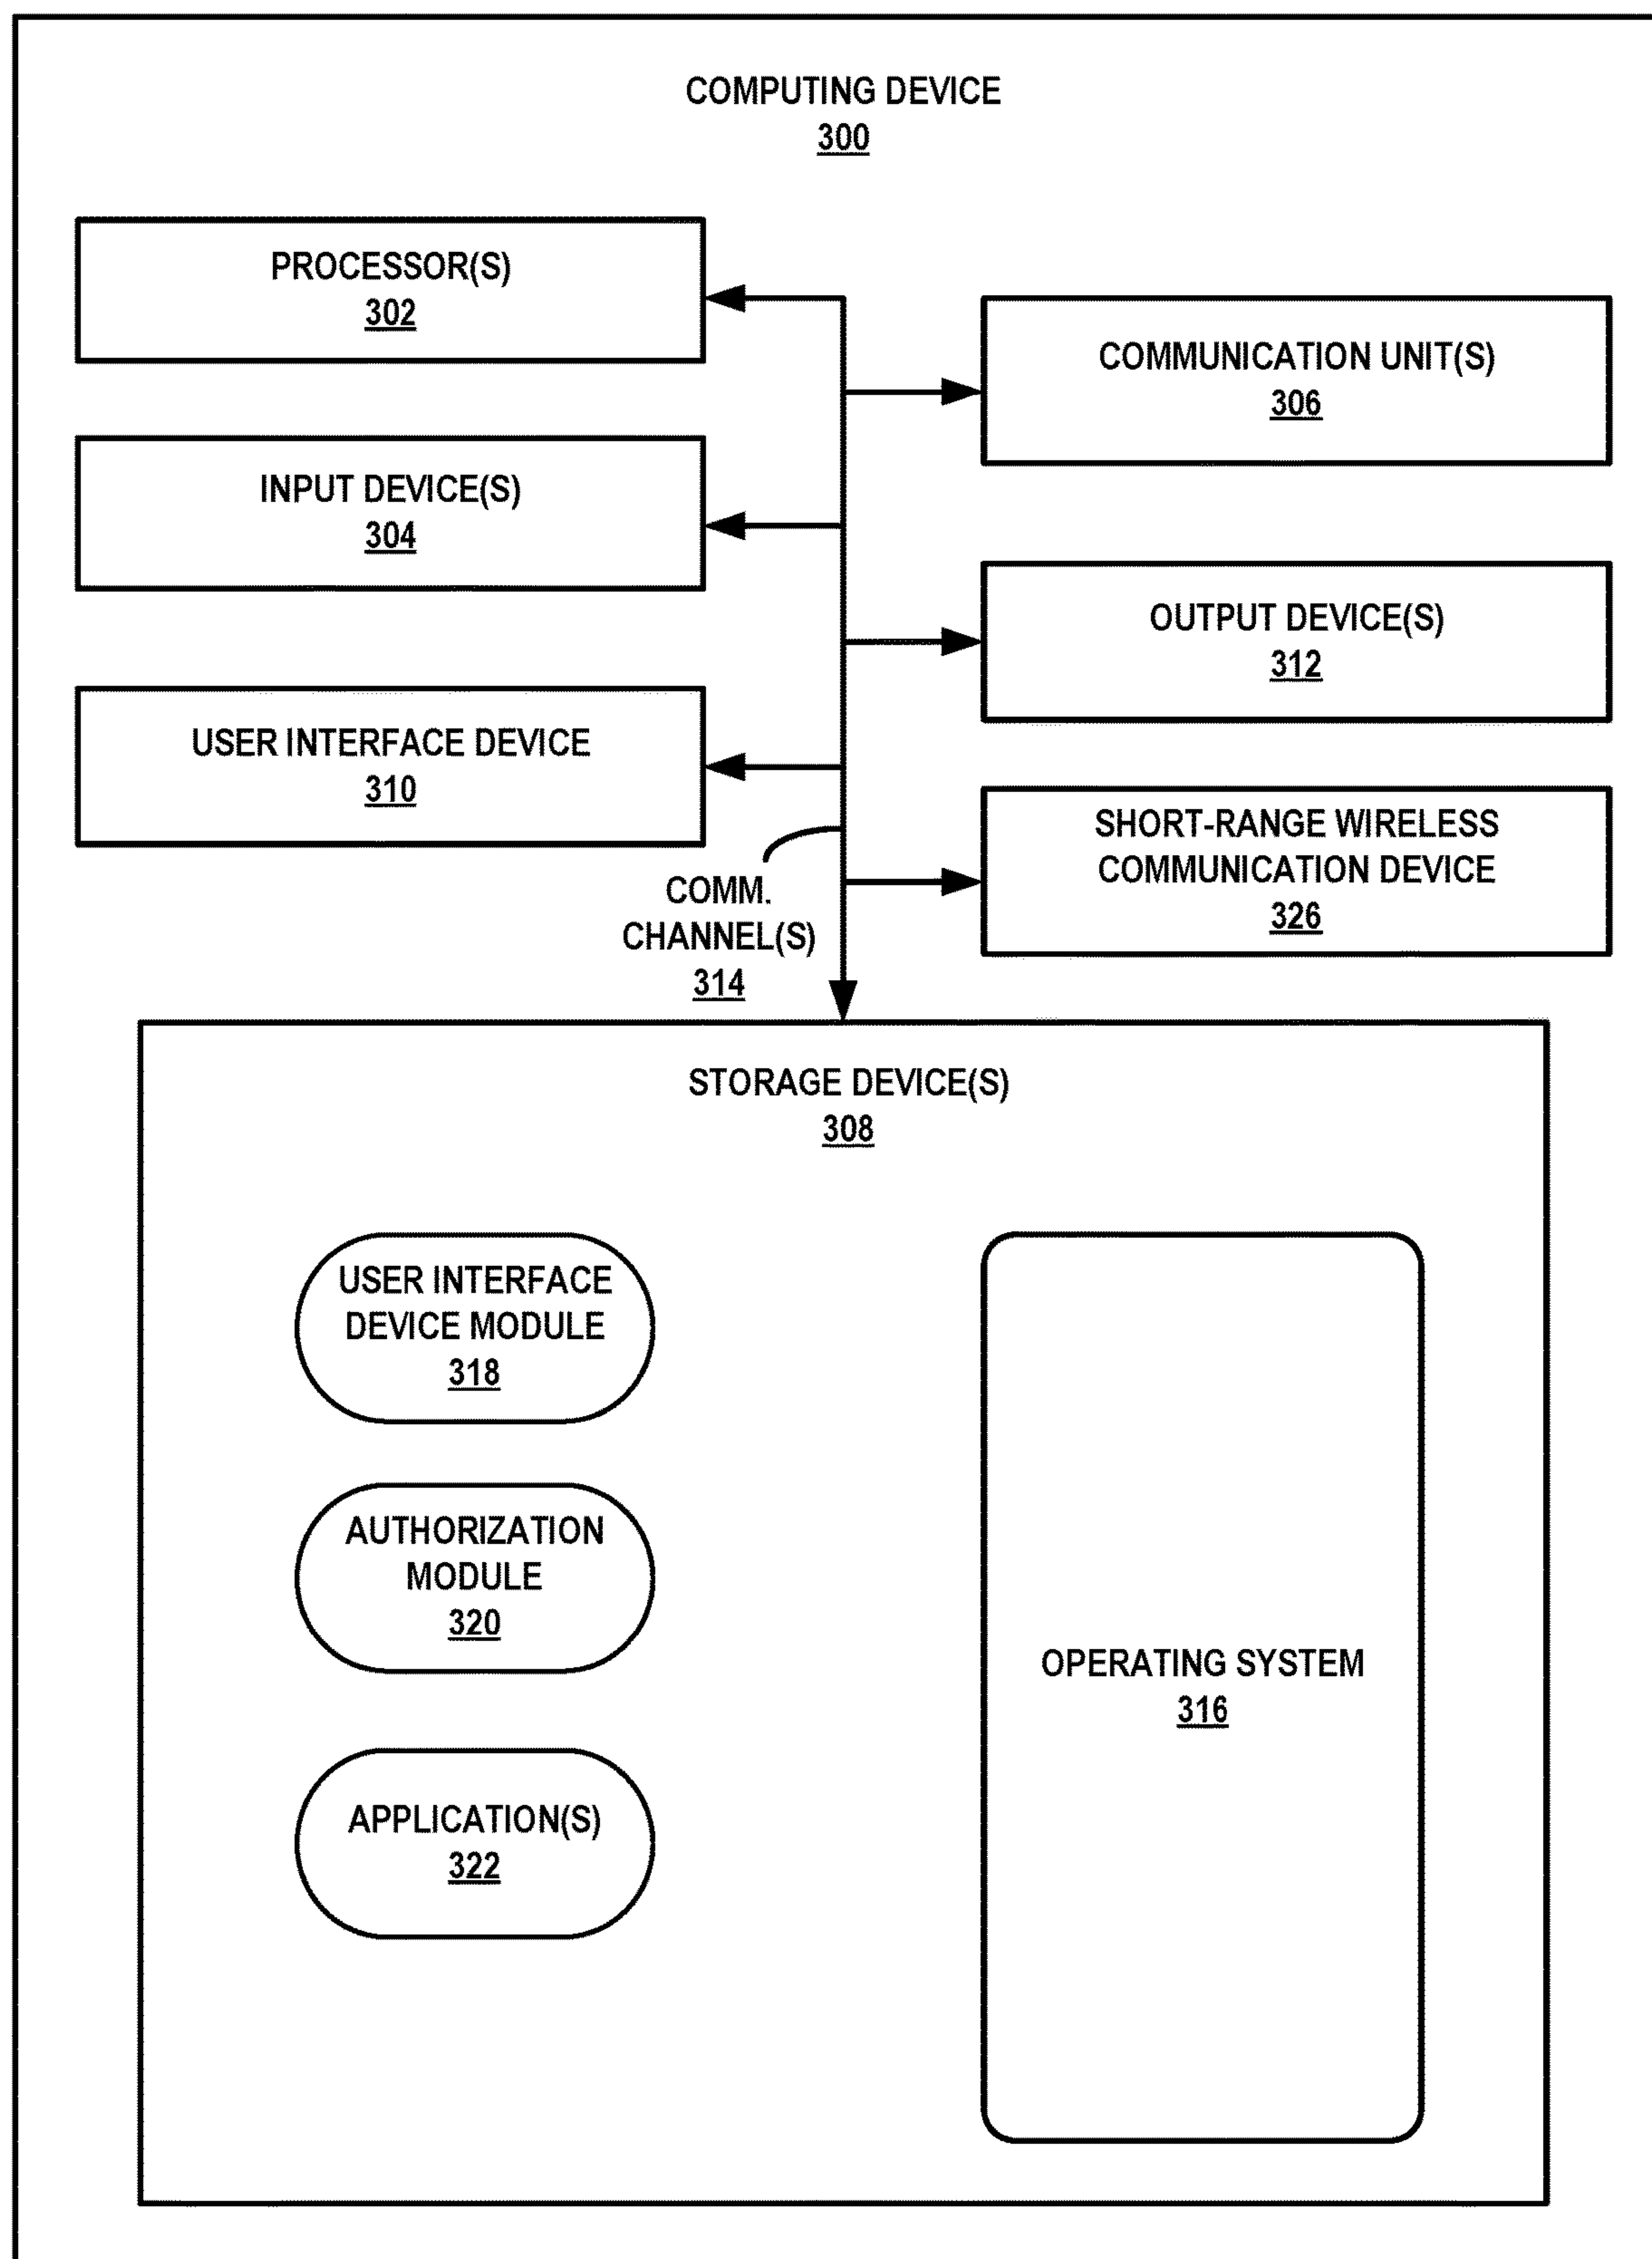 COMPUTING DEVICE
300
PROCESSOR(S)
302
COMMUNICATION UNIT(S)
306
INPUT DEVICE(S)
304
OUTPUT DEVICE(S)
312
USER INTERFACE DEVICE
310
SHORT-RANGE WIRELESS
COMMUNICATION DEVICE
326
COMM.
CHANNEL(S)
314
STORAGE DEVICE(S)
308
USER INTERFACE
DEVICE MODULE
318
AUTHORIZATION
MODULE
320
APPLICATION(S)
322
OPERATING SYSTEM
316